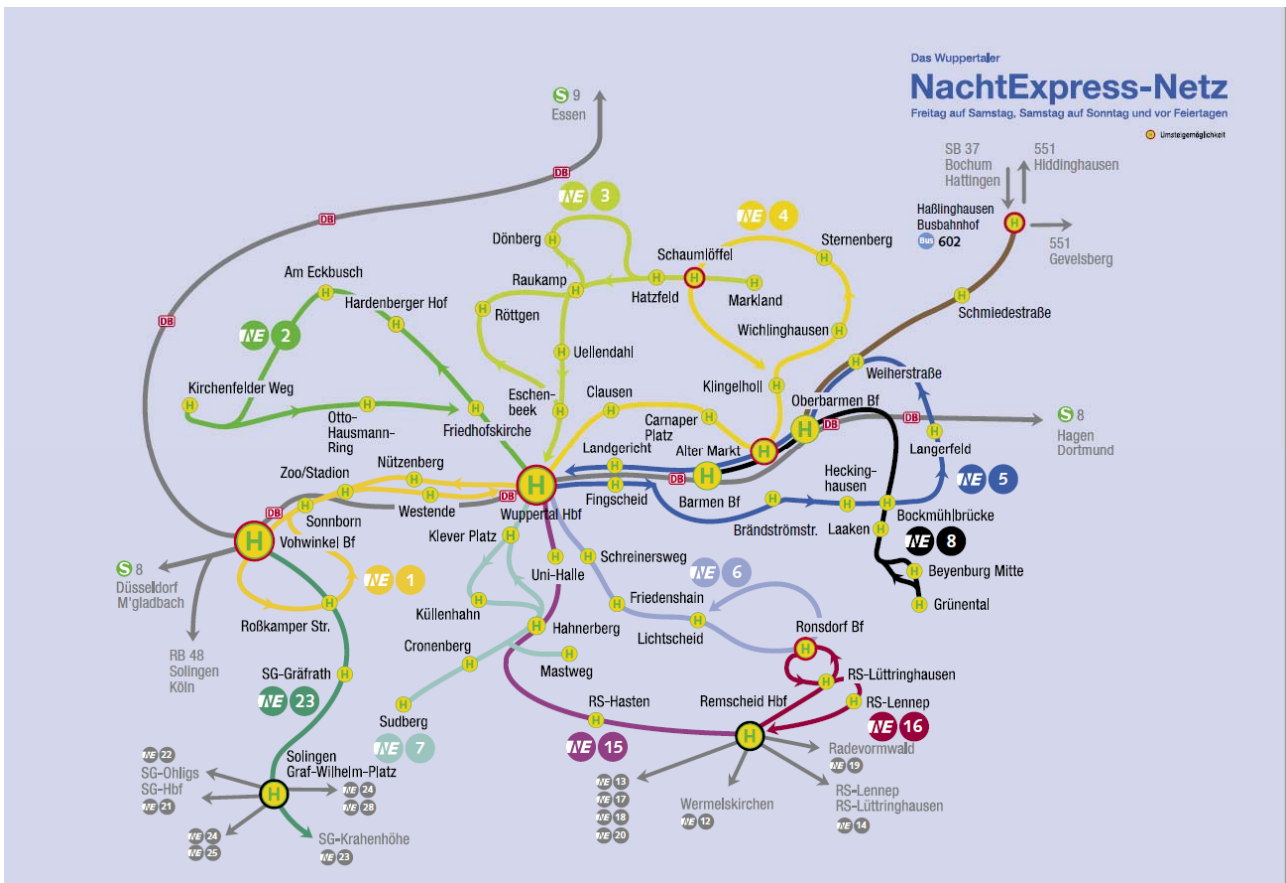 Das Wuppertaler
NachtExpress-Netz
Freitag auf Samstag, Samstag auf Sonntag und vor Feiertagen
H Umsteigemöglichkeit
S 9
Essen
DB
DB
DB
SB 37
Bochum
Hattingen
551
Hiddinghausen
Haßlinghausen
Busbahnhof
Bus 602
H
551
Gevelsberg
NE 3
NE 4
Dönberg
H
Schaumlöffel
H
Sternenberg
H
Am Eckbusch
H
Hardenberger Hof
H
Raukamp
H
Hatzfeld
H
Markland
H
Röttgen
H
Wichlinghausen
H
Schmiedestraße
H
NE 2
Uellendahl
H
Weiherstraße
H
Kirchenfelder Weg
H
Otto-
Hausmann-
Ring
H
Friedhofskirche
H
Eschen-
beek
H
Clausen
H
Carnaper
Platz
H
Klingelholl
H
Oberbarmen Bf
H
DB
DB
S 8
Hagen
Dortmund
Landgericht
H
Alter Markt
H
Langerfeld
H
Zoo/Stadion
H
Nützenberg
H
Westende
H
DB
Wuppertal Hbf
H
Fingscheid
H
DB
Barmen Bf
H
Brändströmstr.
H
Hecking-
hausen
H
NE 5
Bockmühlbrücke
H
DB
Sonnborn
H
Vohwinkel Bf
H
Klever Platz
H
Laaken
H
NE 8
Beyenburg Mitte
H
Grünental
H
S 8
Düsseldorf
M'gladbach
NE 1
Roßkamper Str.
H
Uni-Halle
H
Schreinersweg
H
NE 6
Friedenshain
H
Lichtscheid
H
Küllenhahn
H
Hahnerberg
H
Ronsdorf Bf
H
RB 48
Solingen
Köln
SG-Gräfrath
H
Cronenberg
H
Mastweg
H
RS-Lüttringhausen
H
NE 23
Sudberg
H
NE 7
RS-Hasten
H
NE 15
Remscheid Hbf
H
RS-Lennep
H
NE 16
Solingen
Graf-Wilhelm-Platz
H
NE 22
SG-Ohligs
SG-Hbf
NE 21
NE 24
NE 28
NE 24
NE 25
SG-Krahenhöhe
NE 23
NE 13
NE 17
NE 18
NE 20
Wermelskirchen
NE 12
Radevormwald
NE 19
RS-Lennep
RS-Lüttringhausen
NE 14